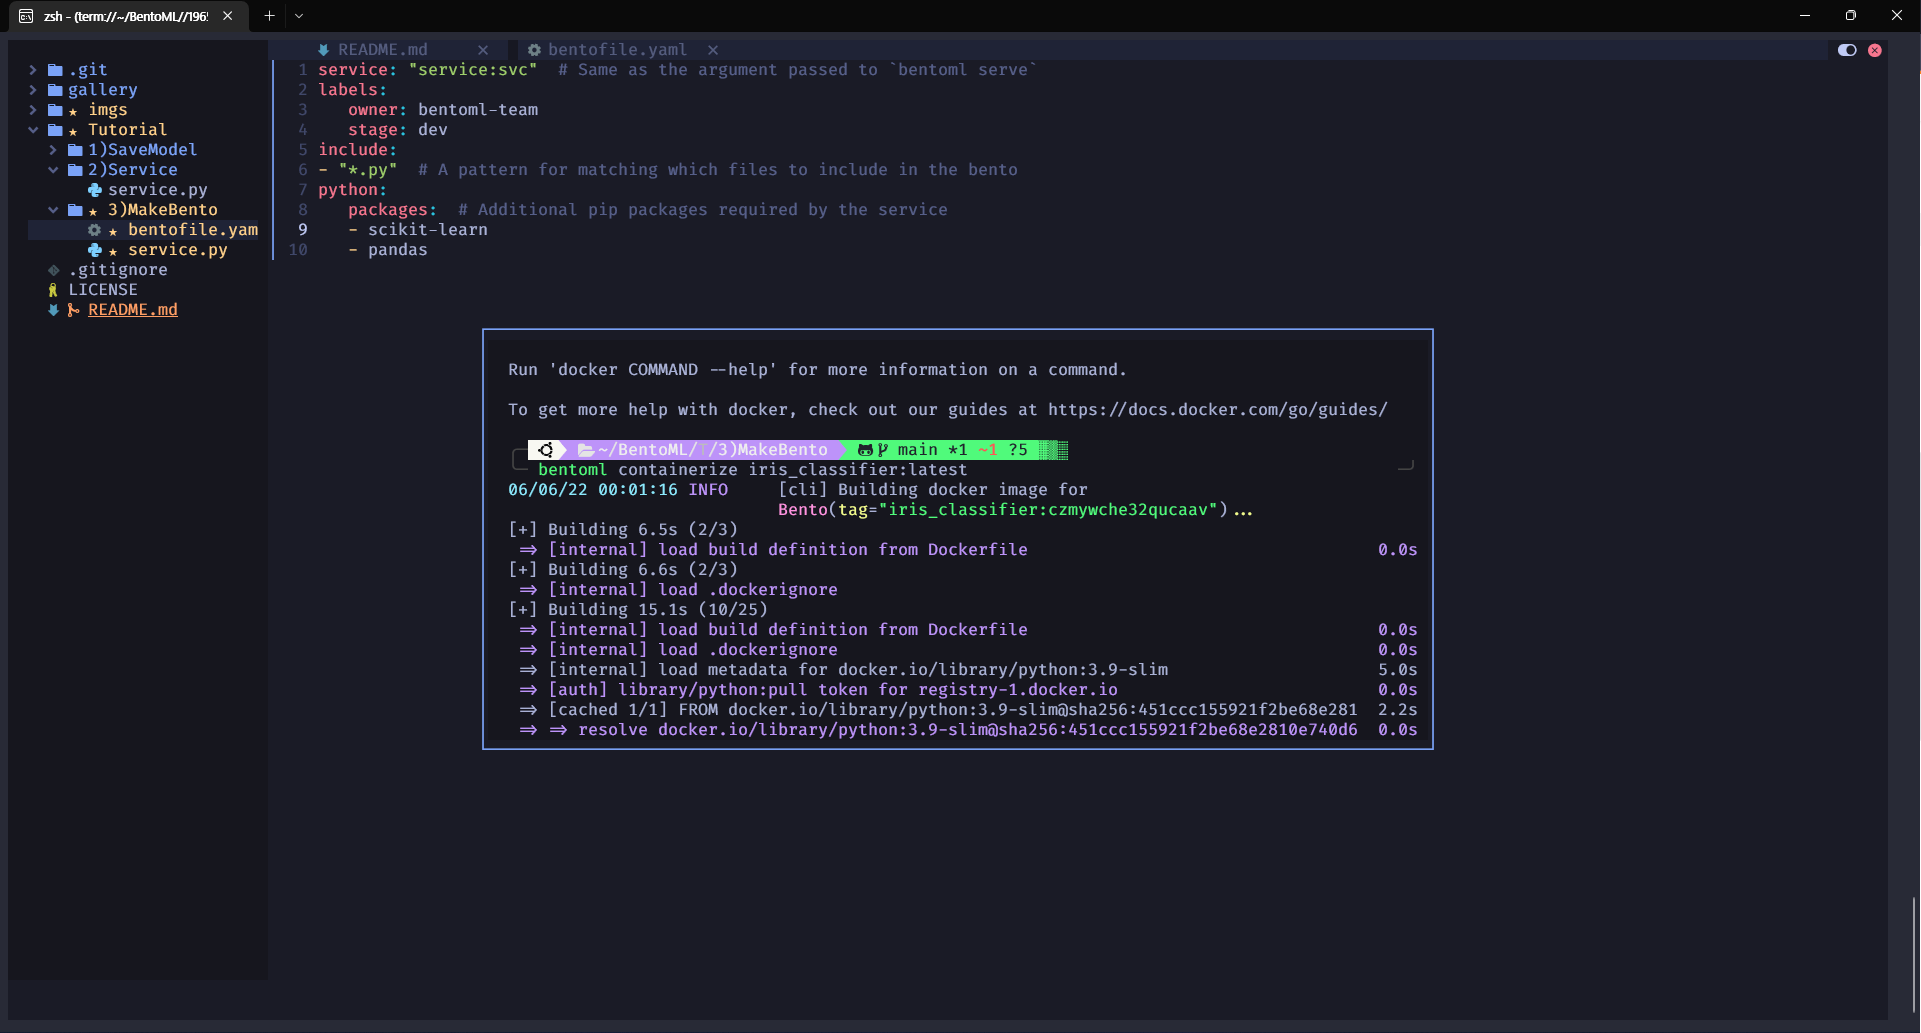 zsh - (term://~/BentoML//196
README.md
bentofile.yaml
.git
gallery
imgs
Tutorial
1)SaveModel
2)Service
service.py
3)MakeBento
bentofile.yam
service.py
.gitignore
LICENSE
README.md
1 service: "service:svc"  # Same as the argument passed to `bentoml serve`
2 labels:
3    owner: bentoml-team
4    stage: dev
5 include:
6 - "*.py"  # A pattern for matching which files to include in the bento
7 python:
8    packages:  # Additional pip packages required by the service
9    - scikit-learn
10    - pandas
Run 'docker COMMAND --help' for more information on a command.
To get more help with docker, check out our guides at https://docs.docker.com/go/guides/
~/BentoML/T/3)MakeBento main *1 ~1 ?5
bentoml containerize iris_classifier:latest
06/06/22 00:01:16 INFO     [cli] Building docker image for
Bento(tag="iris_classifier:czmywche32qucaav")...
[+] Building 6.5s (2/3)
=> [internal] load build definition from Dockerfile 0.0s
[+] Building 6.6s (2/3)
=> [internal] load .dockerignore
[+] Building 15.1s (10/25)
=> [internal] load build definition from Dockerfile 0.0s
=> [internal] load .dockerignore 0.0s
=> [internal] load metadata for docker.io/library/python:3.9-slim 5.0s
=> [auth] library/python:pull token for registry-1.docker.io 0.0s
=> [cached 1/1] FROM docker.io/library/python:3.9-slim@sha256:451ccc155921f2be68e281 2.2s
=> => resolve docker.io/library/python:3.9-slim@sha256:451ccc155921f2be68e2810e740d6 0.0s